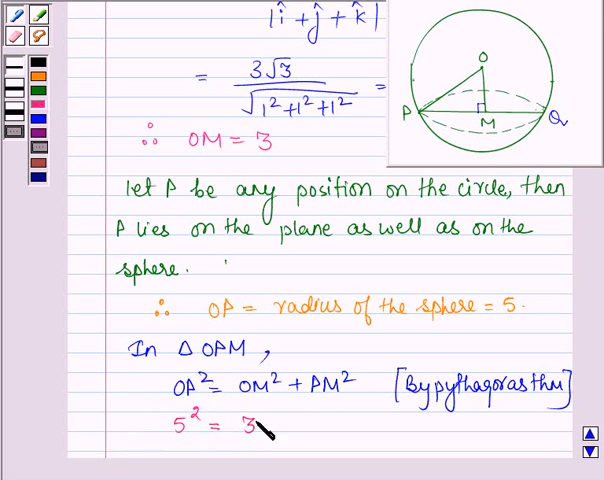 |î + ĵ + k̂|
= 3√3 / √1²+1²+1² =
∴ OM = 3
O
P
M
Q
let P be any position on the circle, then
P lies on the plane as well as on the
sphere.
∴ OP = radius of the sphere = 5.
In △ OPM,
OP² = OM² + PM² [By pythagoras thm]
5² = 3